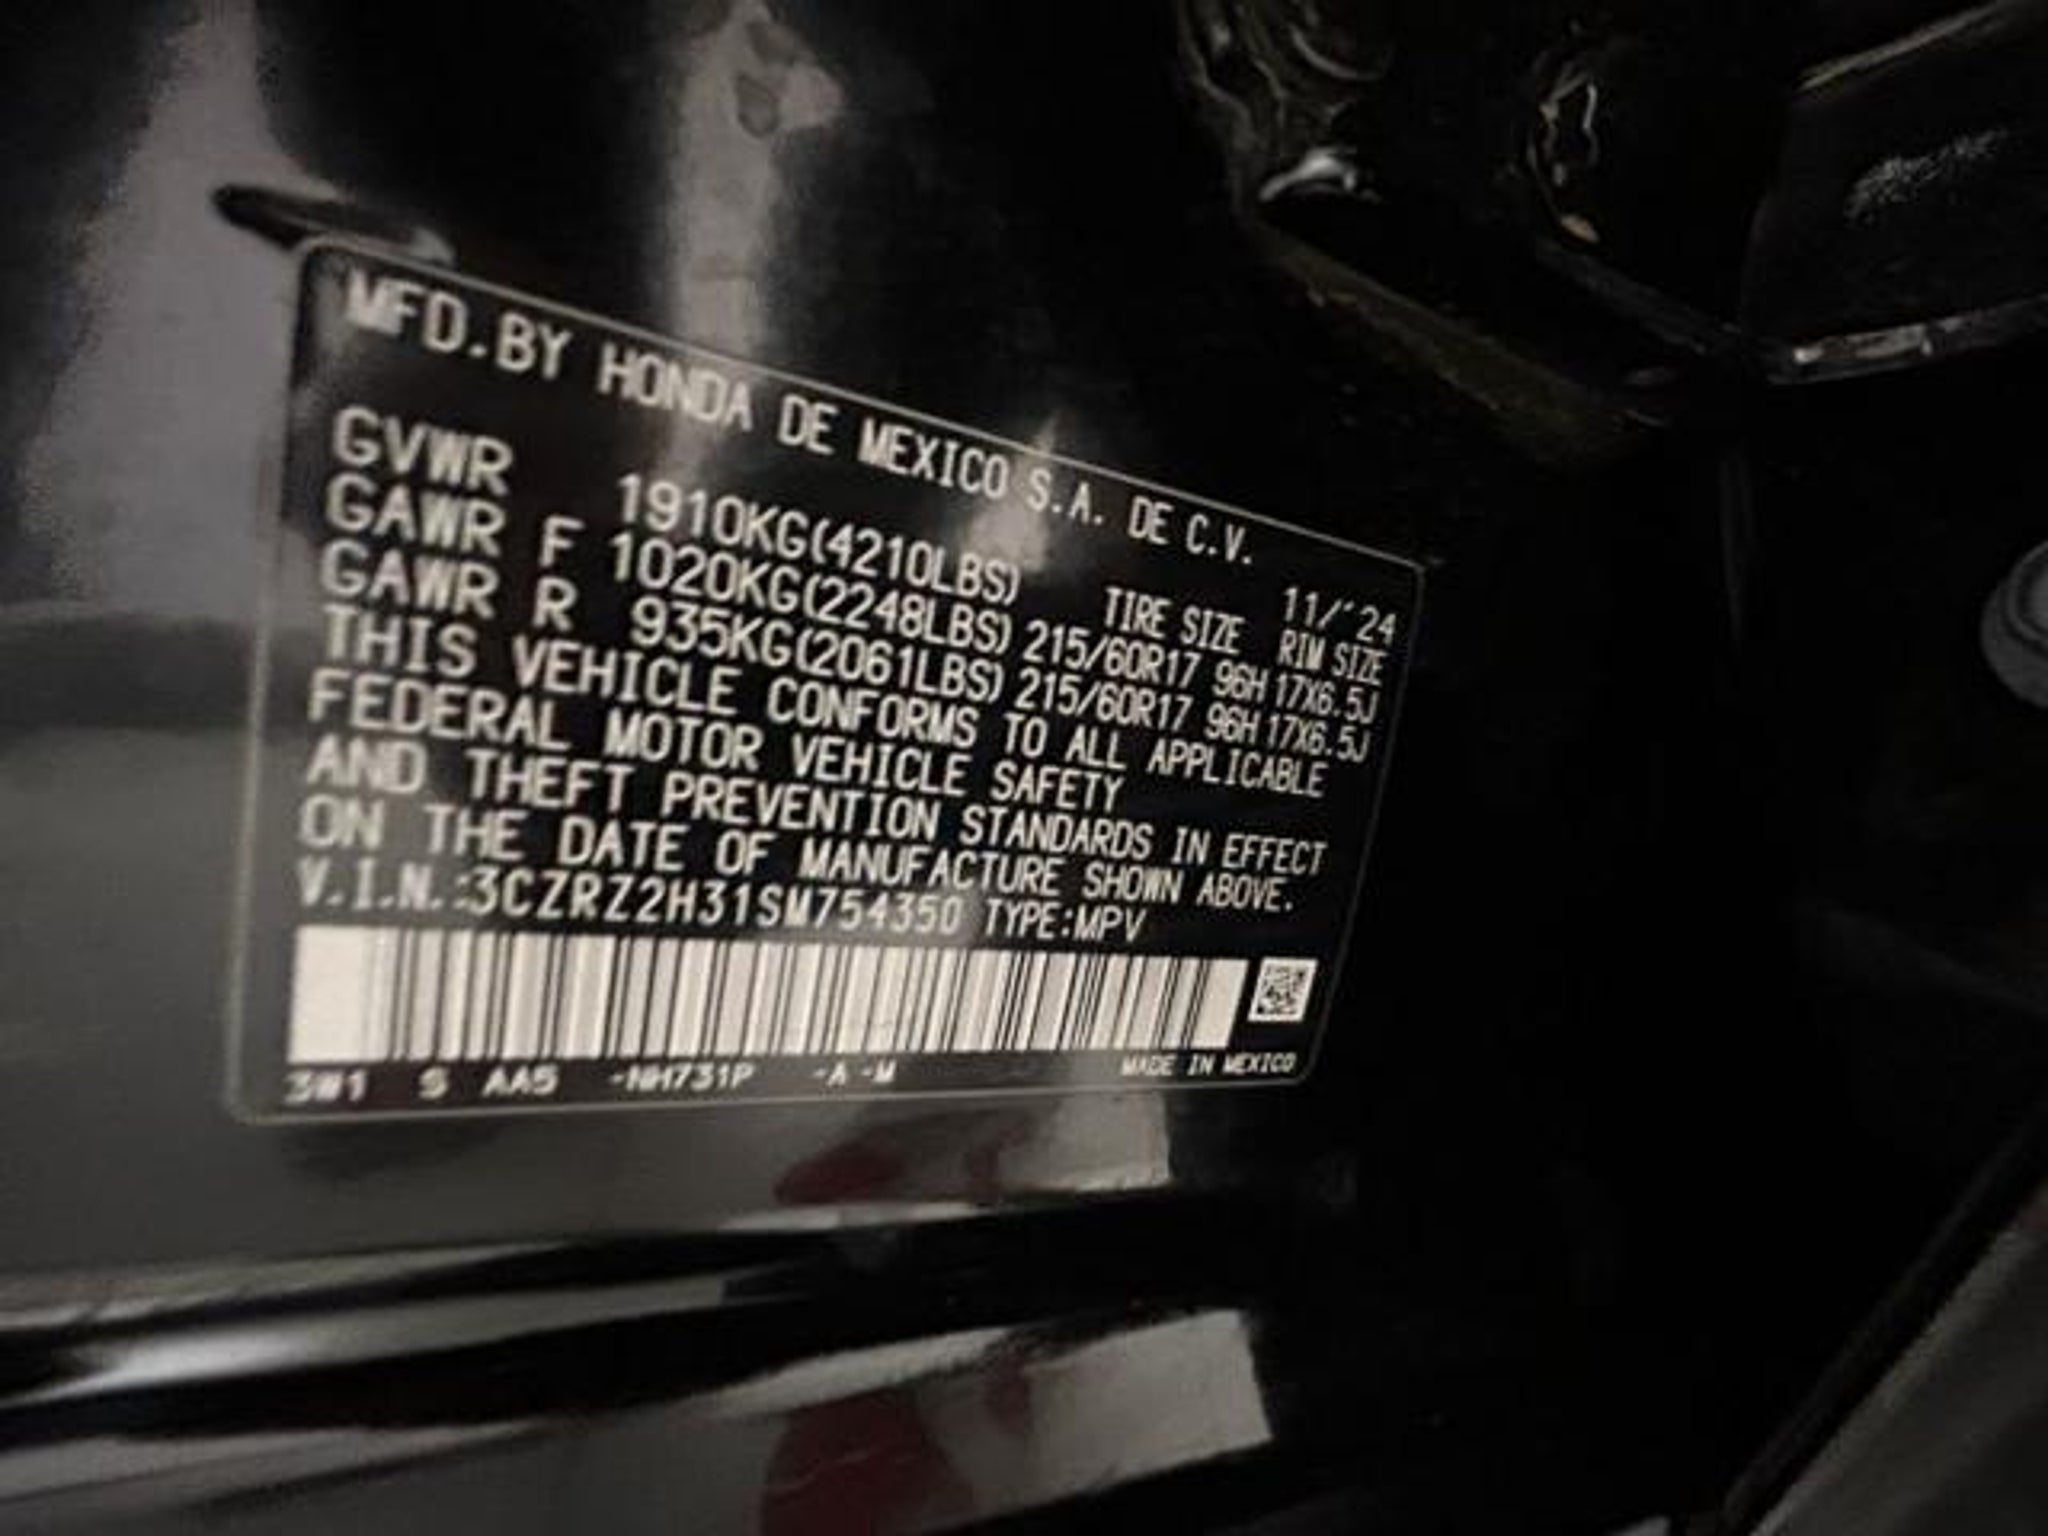 MFD.BY HONDA DE MEXICO S.A. DE C.V.
11/'24
GVWR 1910KG(4210LBS) TIRE SIZE RIM SIZE
GAWR F 1020KG(2248LBS) 215/60R17 96H 17X6.5J
GAWR R 935KG(2061LBS) 215/60R17 96H 17X6.5J
THIS VEHICLE CONFORMS TO ALL APPLICABLE
FEDERAL MOTOR VEHICLE SAFETY
AND THEFT PREVENTION STANDARDS IN EFFECT
ON THE DATE OF MANUFACTURE SHOWN ABOVE.
V.I.N.:3CZRZ2H31SM754350 TYPE:MPV
3W1 S AA5 -NH731P -A -M MADE IN MEXICO